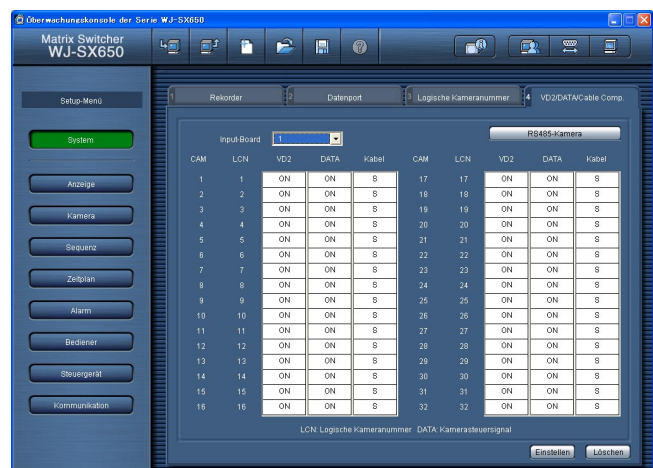 Überwachungskonsole der Serie WJ-SX650
Matrix Switcher
WJ-SX650
Setup-Menü
System
Anzeige
Kamera
Sequenz
Zeitplan
Alarm
Bediener
Steuergerät
Kommunikation
1 Rekorder 2 Datenport 3 Logische Kameranummer 4 VD2/DATA/Cable Comp.
Input-Board 1 RS485-Kamera
CAM LCN VD2 DATA Kabel CAM LCN VD2 DATA Kabel
1 1 ON ON S 17 17 ON ON S
2 2 ON ON S 18 18 ON ON S
3 3 ON ON S 19 19 ON ON S
4 4 ON ON S 20 20 ON ON S
5 5 ON ON S 21 21 ON ON S
6 6 ON ON S 22 22 ON ON S
7 7 ON ON S 23 23 ON ON S
8 8 ON ON S 24 24 ON ON S
9 9 ON ON S 25 25 ON ON S
10 10 ON ON S 26 26 ON ON S
11 11 ON ON S 27 27 ON ON S
12 12 ON ON S 28 28 ON ON S
13 13 ON ON S 29 29 ON ON S
14 14 ON ON S 30 30 ON ON S
15 15 ON ON S 31 31 ON ON S
16 16 ON ON S 32 32 ON ON S
LCN: Logische Kameranummer DATA: Kamerasteuersignal
Einstellen Löschen